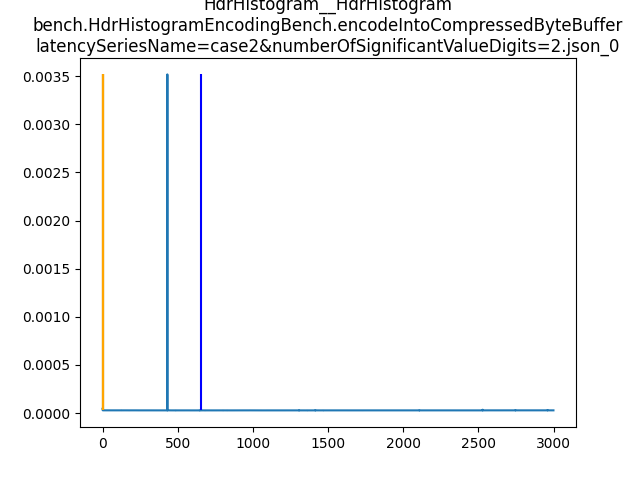 HdrHistogram__HdrHistogram
bench.HdrHistogramEncodingBench.encodeIntoCompressedByteBuffer
latencySeriesName=case2&numberOfSignificantValueDigits=2.json_0
0.0035
0.0030
0.0025
0.0020
0.0015
0.0010
0.0005
0.0000
0 500 1000 1500 2000 2500 3000